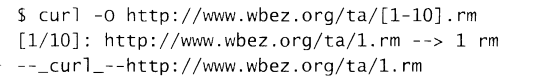 $ curl -O http://www.wbez.org/ta/[1-10].rm
[1/10]: http://www.wbez.org/ta/1.rm --> 1 rm
--_curl_--http://www.wbez.org/ta/1.rm